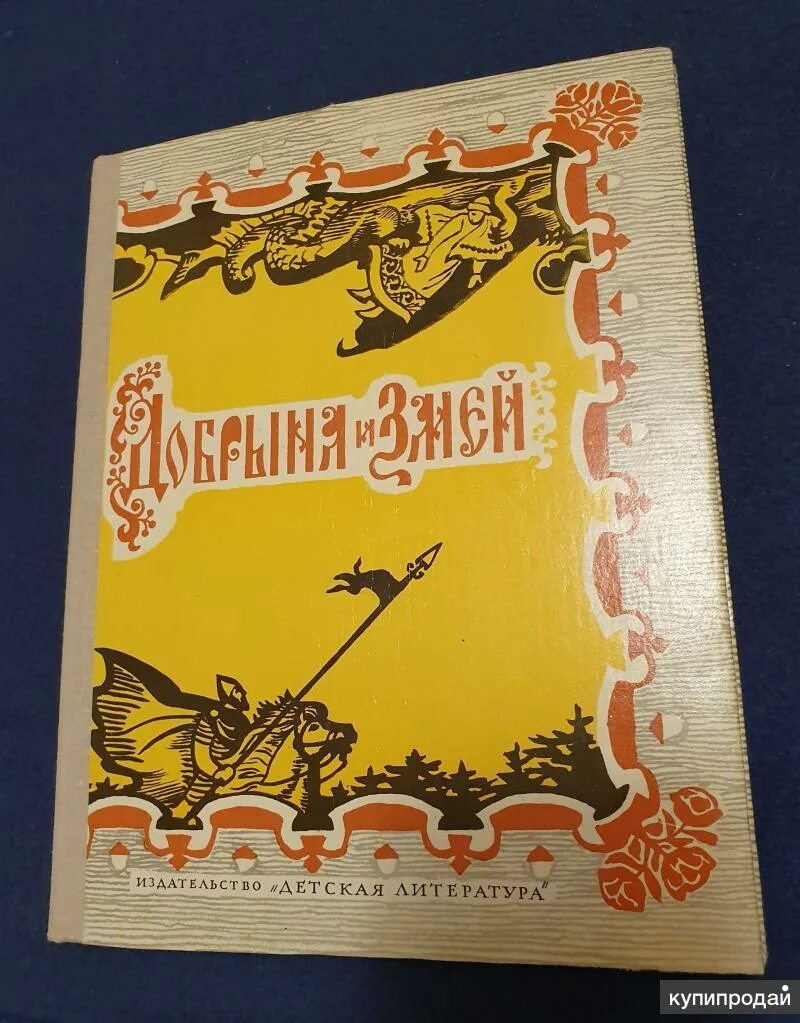 Добрыня и Змей
ИЗДАТЕЛЬСТВО „ДЕТСКАЯ ЛИТЕРАТУРА"
купипродай